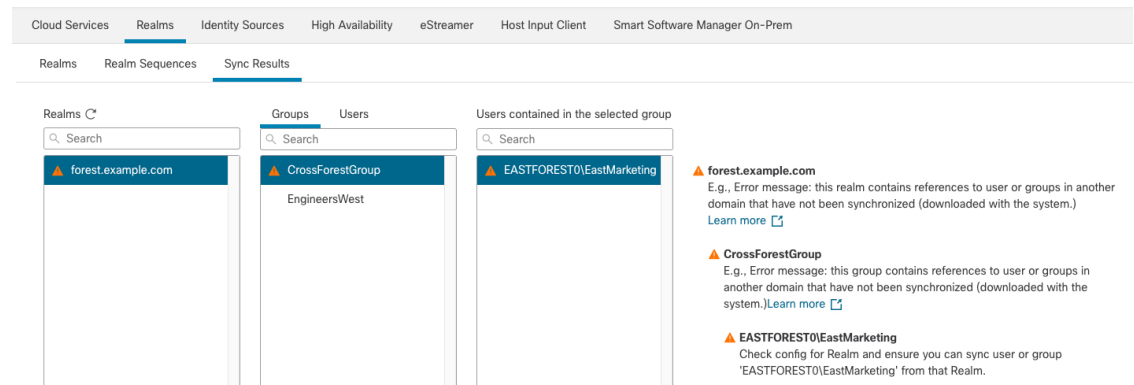 Cloud Services Realms Identity Sources High Availability eStreamer Host Input Client Smart Software Manager On-Prem
Realms Realm Sequences Sync Results
Realms Groups Users Users contained in the selected group
Search Search Search
forest.example.com CrossForestGroup EASTFOREST0\EastMarketing
EngineersWest
forest.example.com
E.g., Error message: this realm contains references to user or groups in another
domain that have not been synchronized (downloaded with the system.)
Learn more
CrossForestGroup
E.g., Error message: this group contains references to user or groups in
another domain that have not been synchronized (downloaded with the
system.)Learn more
EASTFOREST0\EastMarketing
Check config for Realm and ensure you can sync user or group
'EASTFOREST0\EastMarketing' from that Realm.